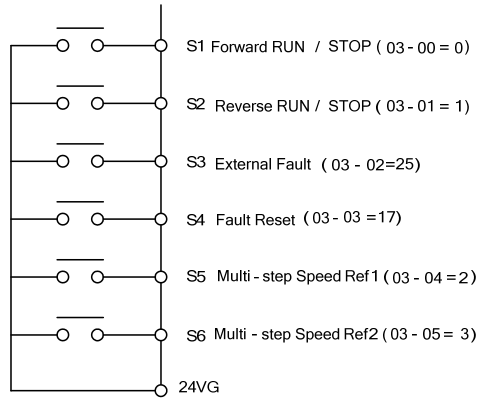 S1 Forward RUN / STOP ( 03 - 00 = 0)
S2 Reverse RUN / STOP ( 03 - 01 = 1)
S3 External Fault ( 03 - 02=25)
S4 Fault Reset ( 03 - 03 =17)
S5 Multi - step Speed Ref1 ( 03 - 04 = 2)
S6 Multi - step Speed Ref2 ( 03 - 05 = 3)
24VG